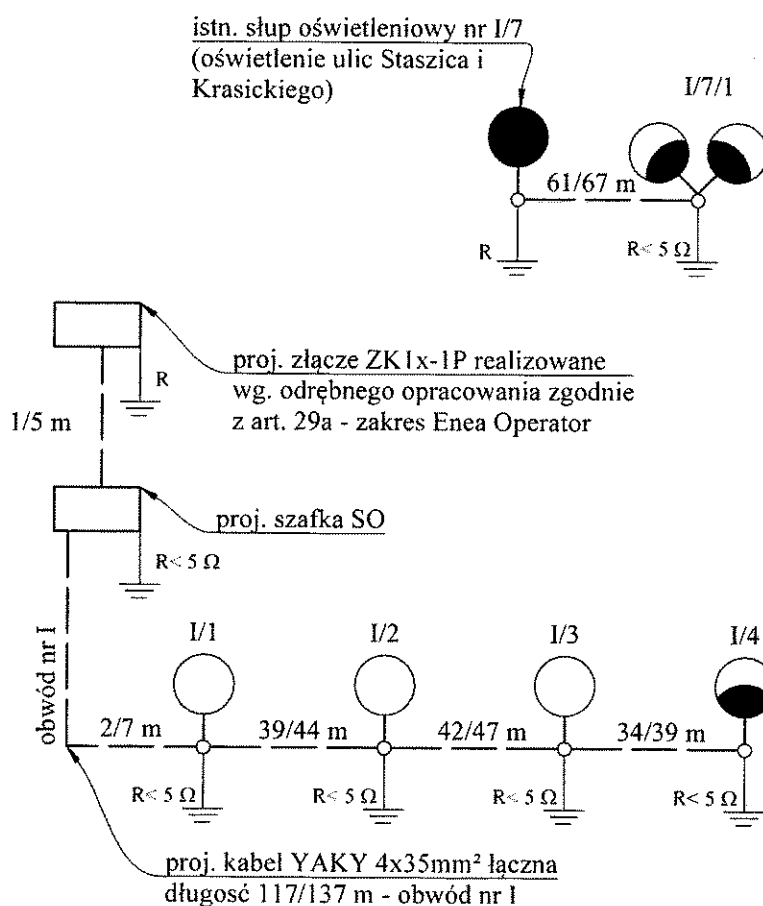 istn. słup oświetleniowy nr I/7
(oświetlenie ulic Staszica i
Krasickiego)
I/7/1
61/67 m
R
R< 5 Ω
proj. złącze ZK1x-1P realizowane
wg. odrębnego opracowania zgodnie
z art. 29a - zakres Enea Operator
R
1/5 m
proj. szafka SO
R< 5 Ω
obwód nr I
I/1
I/2
I/3
I/4
2/7 m
39/44 m
42/47 m
34/39 m
R< 5 Ω
R< 5 Ω
R< 5 Ω
R< 5 Ω
proj. kabel YAKY 4x35mm² łączna
długosć 117/137 m - obwód nr I